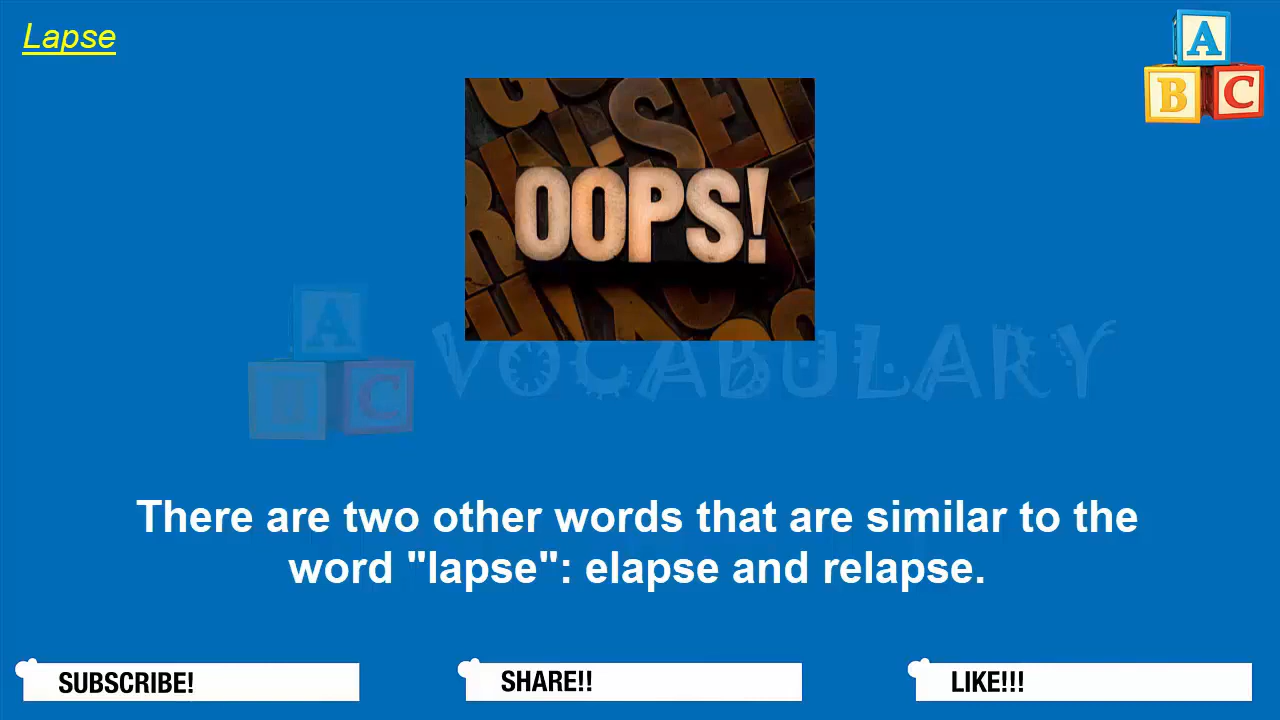 Lapse
A
B C
OOPS!
A
B C
VOCABULARY
There are two other words that are similar to the
word "lapse": elapse and relapse.
SUBSCRIBE!
SHARE!!
LIKE!!!